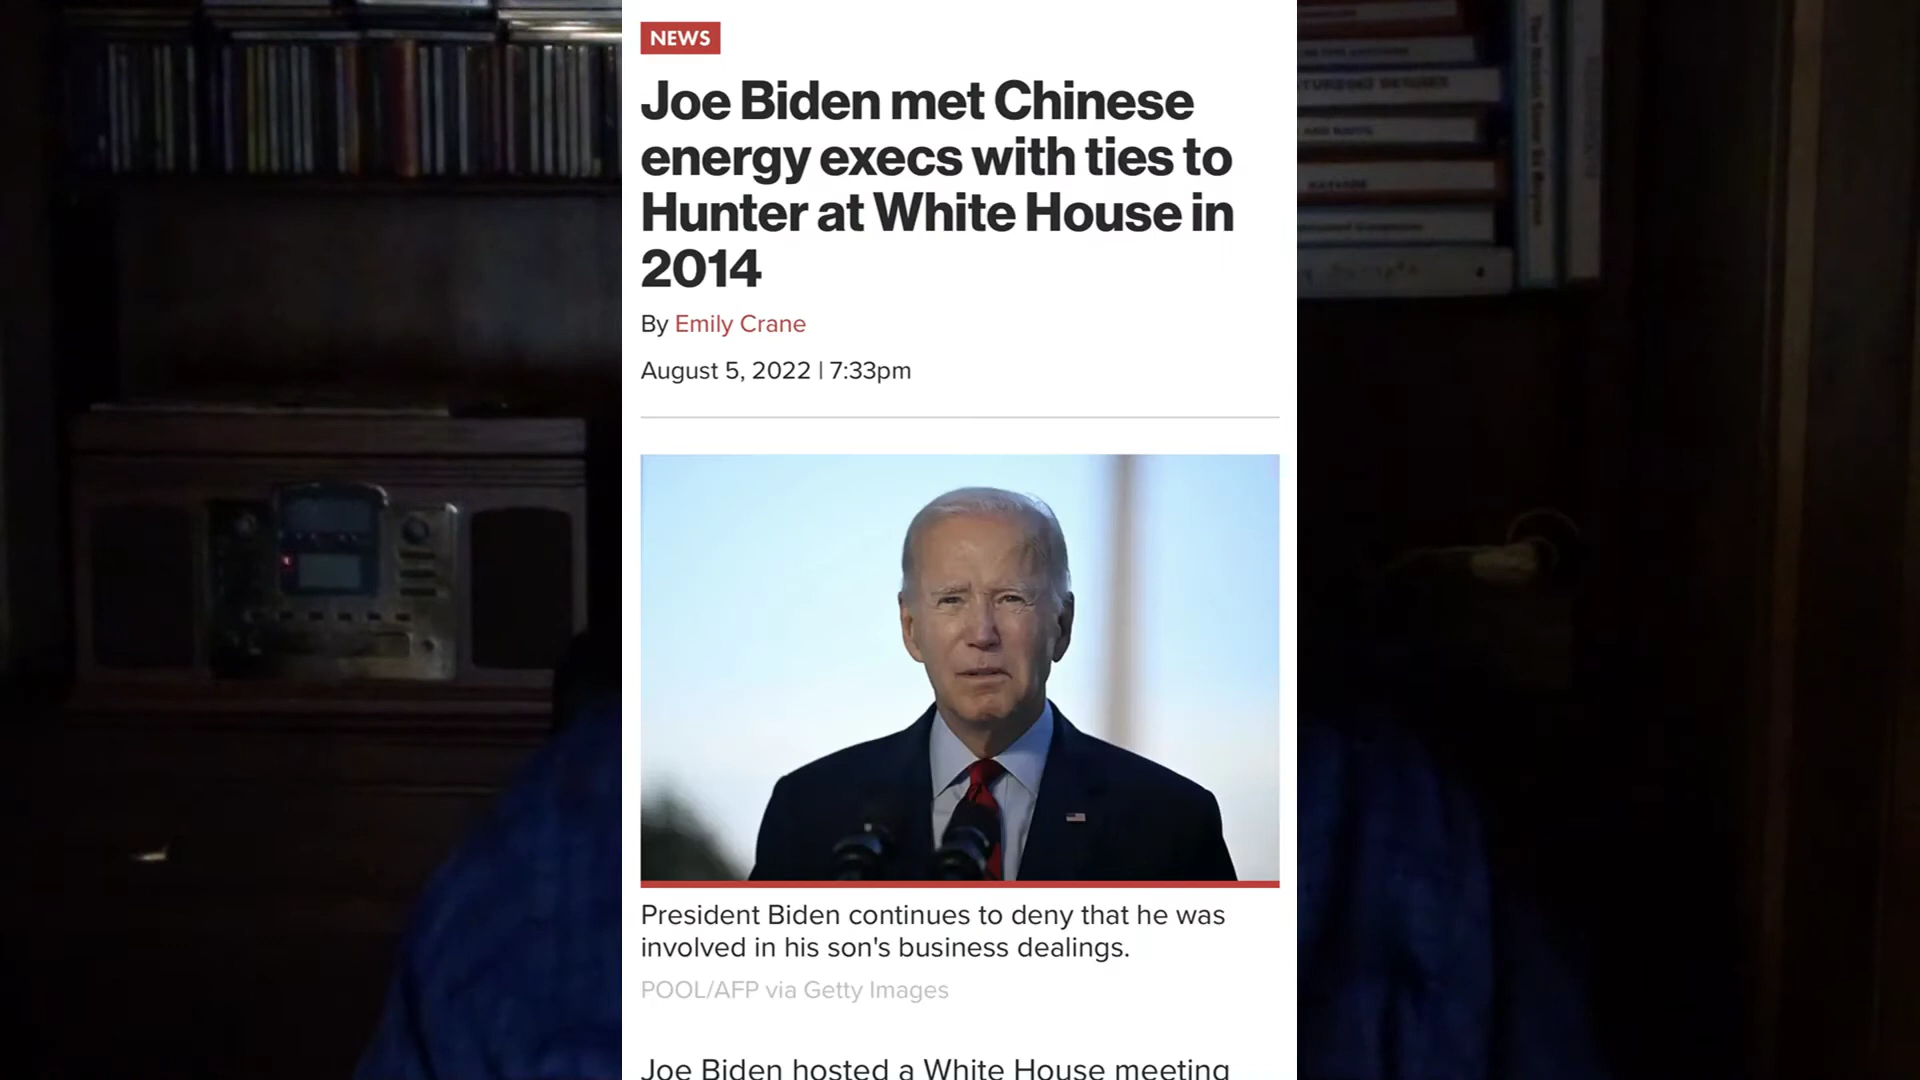 NEWS
Joe Biden met Chinese
energy execs with ties to
Hunter at White House in
2014
By Emily Crane
August 5, 2022 | 7:33pm
President Biden continues to deny that he was
involved in his son's business dealings.
POOL/AFP via Getty Images
Joe Biden hosted a White House meeting